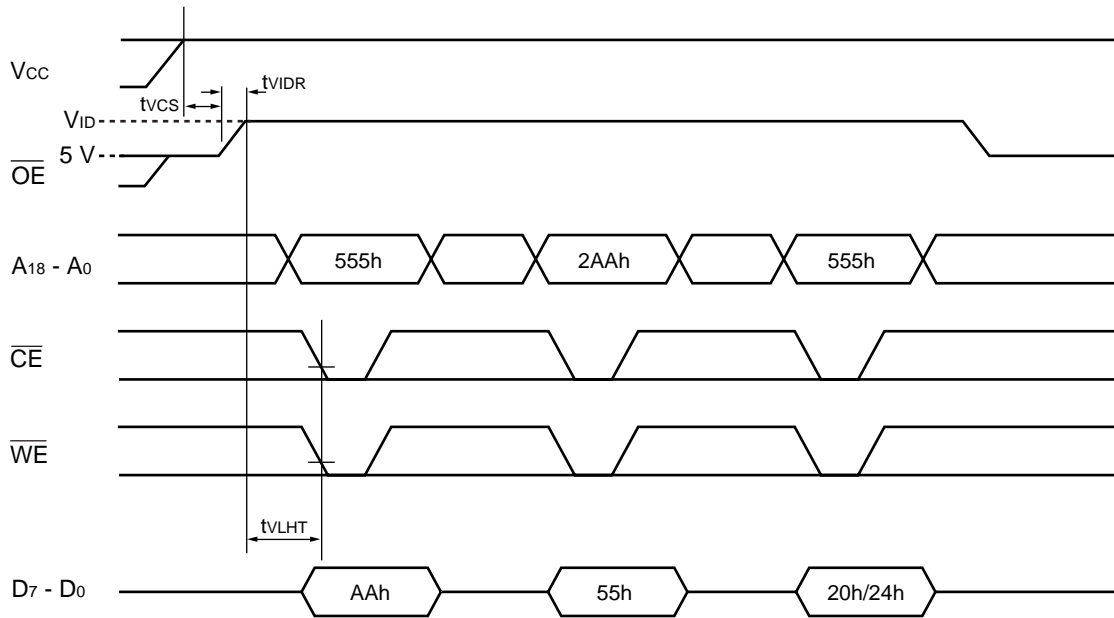 VCC
tVCS
tVIDR
VID
5 V
OE
A18 - A0
555h
2AAh
555h
CE
WE
tVLHT
D7 - D0
AAh
55h
20h/24h